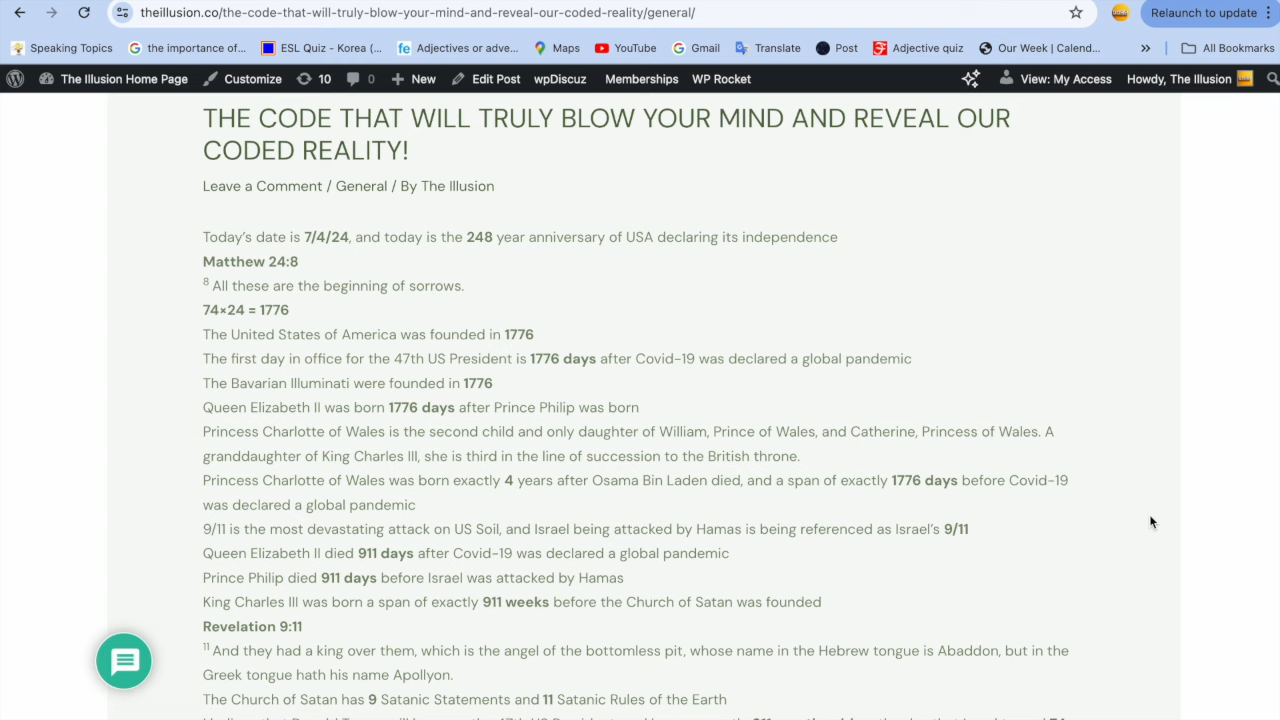 theillusion.co/the-code-that-will-truly-blow-your-mind-and-reveal-our-coded-reality/general/
Relaunch to update
Speaking Topics
the importance of...
ESL Quiz - Korea (...
Adjectives or adve...
Maps
YouTube
Gmail
Translate
Post
Adjective quiz
Our Week | Calend...
All Bookmarks
The Illusion Home Page
Customize
10
0
New
Edit Post
wpDiscuz
Memberships
WP Rocket
View: My Access
Howdy, The Illusion
THE CODE THAT WILL TRULY BLOW YOUR MIND AND REVEAL OUR
CODED REALITY!
Leave a Comment / General / By The Illusion
Today's date is 7/4/24, and today is the 248 year anniversary of USA declaring its independence
Matthew 24:8
8 All these are the beginning of sorrows.
74×24 = 1776
The United States of America was founded in 1776
The first day in office for the 47th US President is 1776 days after Covid-19 was declared a global pandemic
The Bavarian Illuminati were founded in 1776
Queen Elizabeth II was born 1776 days after Prince Philip was born
Princess Charlotte of Wales is the second child and only daughter of William, Prince of Wales, and Catherine, Princess of Wales. A
granddaughter of King Charles III, she is third in the line of succession to the British throne.
Princess Charlotte of Wales was born exactly 4 years after Osama Bin Laden died, and a span of exactly 1776 days before Covid-19
was declared a global pandemic
9/11 is the most devastating attack on US Soil, and Israel being attacked by Hamas is being referenced as Israel's 9/11
Queen Elizabeth II died 911 days after Covid-19 was declared a global pandemic
Prince Philip died 911 days before Israel was attacked by Hamas
King Charles III was born a span of exactly 911 weeks before the Church of Satan was founded
Revelation 9:11
11 And they had a king over them, which is the angel of the bottomless pit, whose name in the Hebrew tongue is Abaddon, but in the
Greek tongue hath his name Apollyon.
The Church of Satan has 9 Satanic Statements and 11 Satanic Rules of the Earth